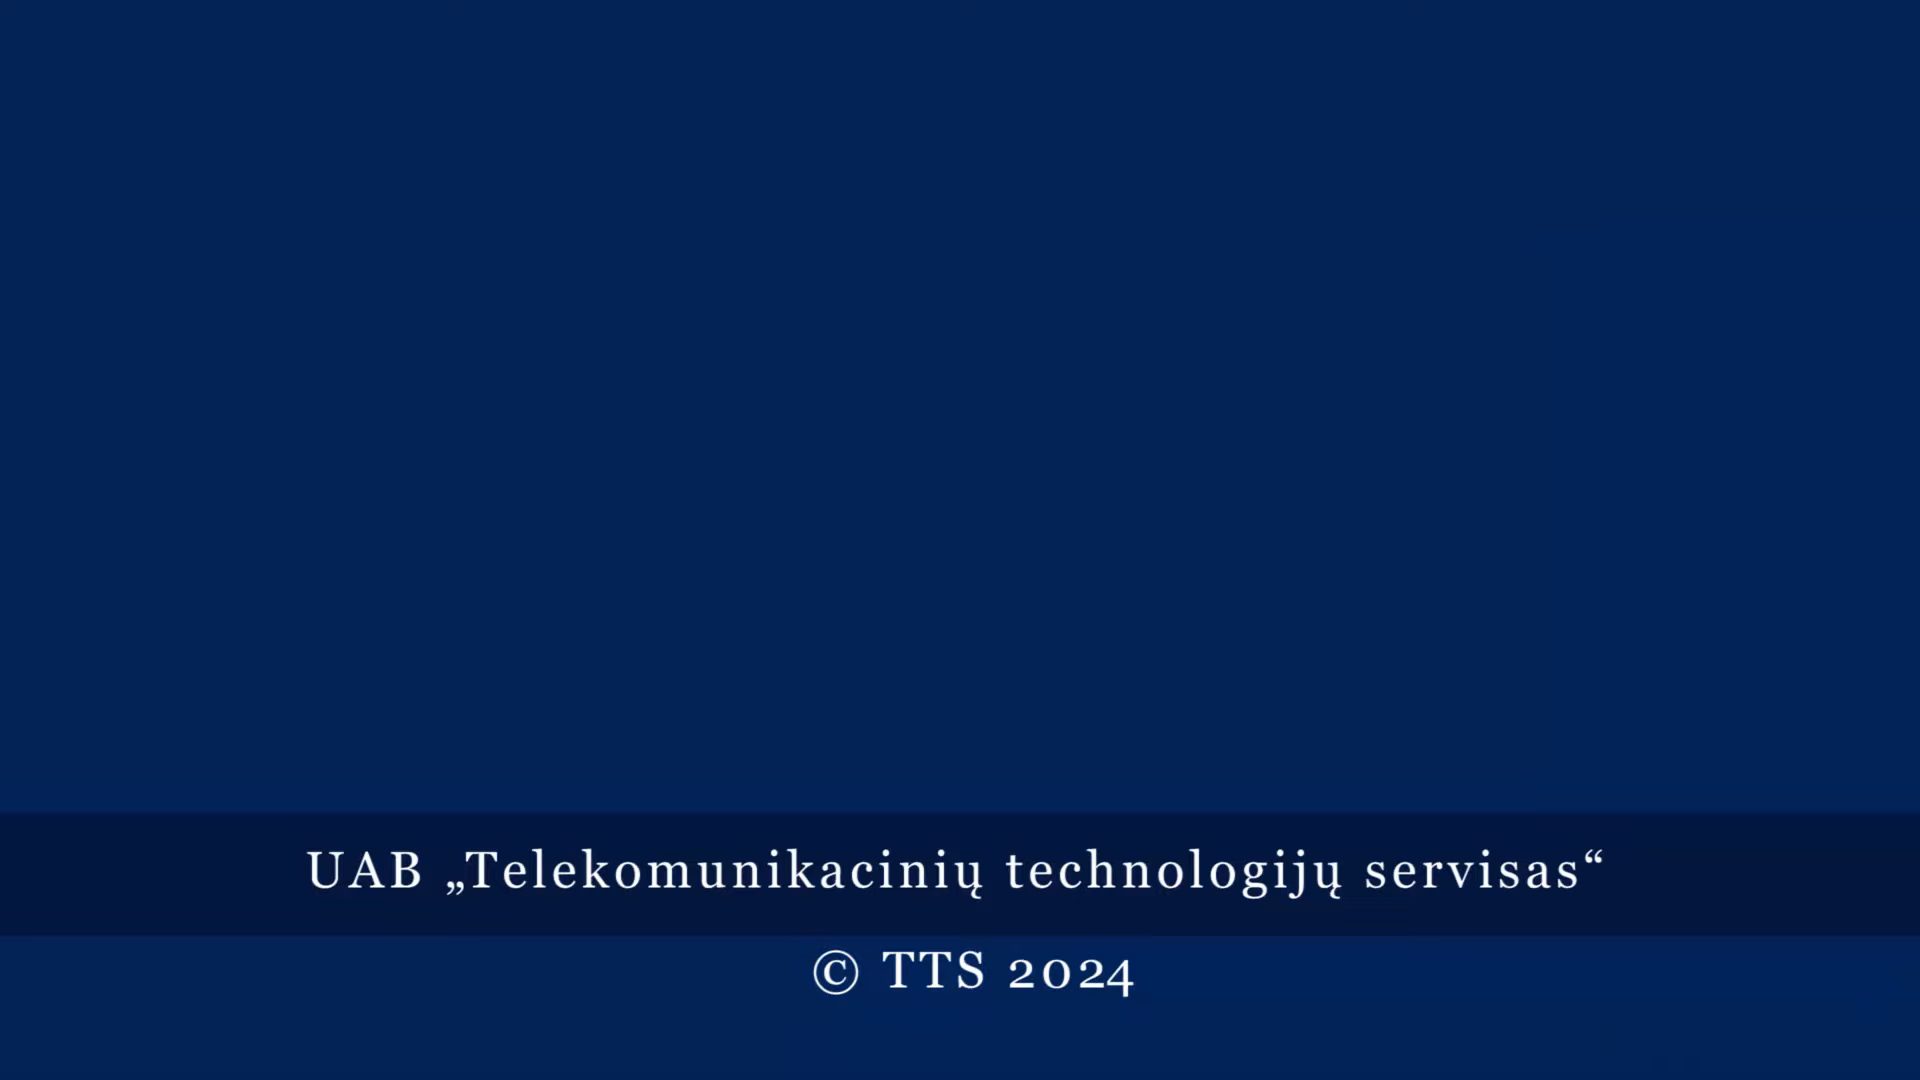 UAB „Telekomunikacinių technologijų servisas“
© TTS 2024